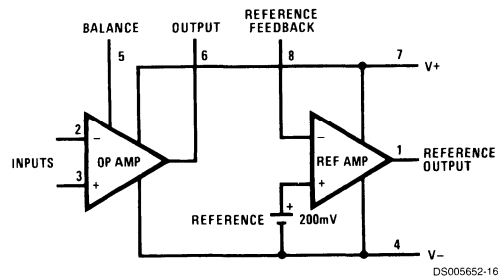 BALANCE
OUTPUT
REFERENCE
FEEDBACK
5
6
8
7
V+
2
−
OP AMP
3
+
INPUTS
−
REF AMP
+
1
REFERENCE
OUTPUT
REFERENCE
+
200mV
4
V−
DS005652-16